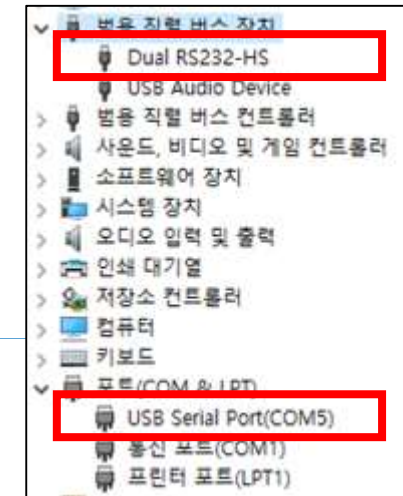 범용 직렬 버스 장치
Dual RS232-HS
USB Audio Device
범용 직렬 버스 컨트롤러
사운드, 비디오 및 게임 컨트롤러
소프트웨어 장치
시스템 장치
오디오 입력 및 출력
인쇄 대기열
저장소 컨트롤러
컴퓨터
키보드
포트(COM & LPT)
USB Serial Port(COM5)
통신 포트(COM1)
프린터 포트(LPT1)